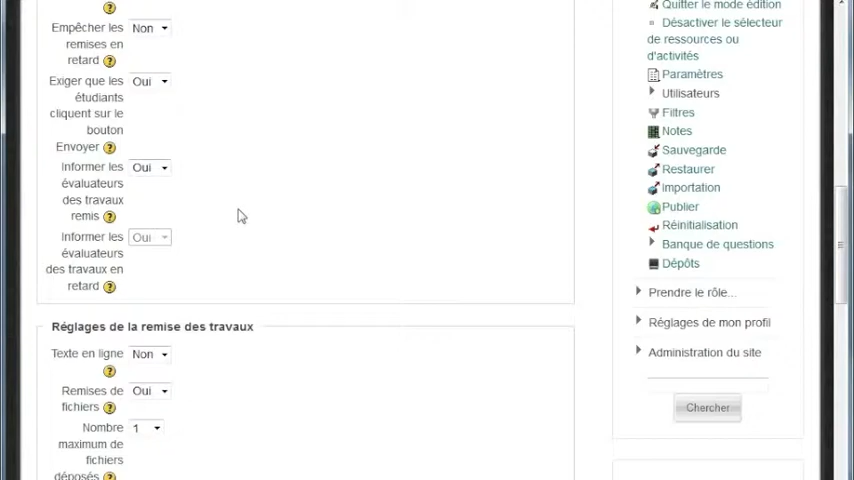 Empêcher les
remises en
retard
Non
Exiger que les
étudiants
cliquent sur le
bouton
Envoyer
Oui
Informer les
évaluateurs
des travaux
remis
Oui
Informer les
évaluateurs
des travaux en
retard
Oui
Réglages de la remise des travaux
Texte en ligne
Non
Remises de
fichiers
Oui
Nombre
maximum de
fichiers
déposés
1
Quitter le mode édition
Désactiver le sélecteur
de ressources ou
d'activités
Paramètres
Utilisateurs
Filtres
Notes
Sauvegarde
Restaurer
Importation
Publier
Réinitialisation
Banque de questions
Dépôts
Prendre le rôle...
Réglages de mon profil
Administration du site
Chercher